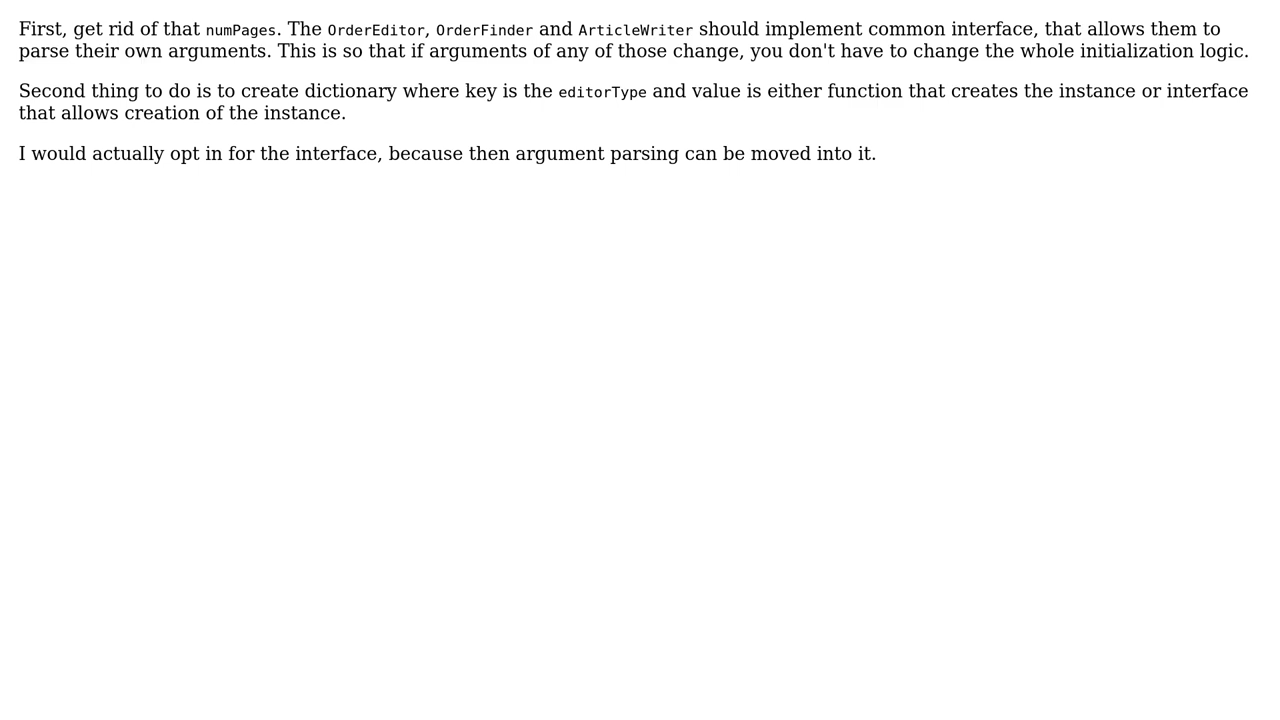 First, get rid of that numPages. The OrderEditor, OrderFinder and ArticleWriter should implement common interface, that allows them to
parse their own arguments. This is so that if arguments of any of those change, you don't have to change the whole initialization logic.
Second thing to do is to create dictionary where key is the editorType and value is either function that creates the instance or interface
that allows creation of the instance.
I would actually opt in for the interface, because then argument parsing can be moved into it.